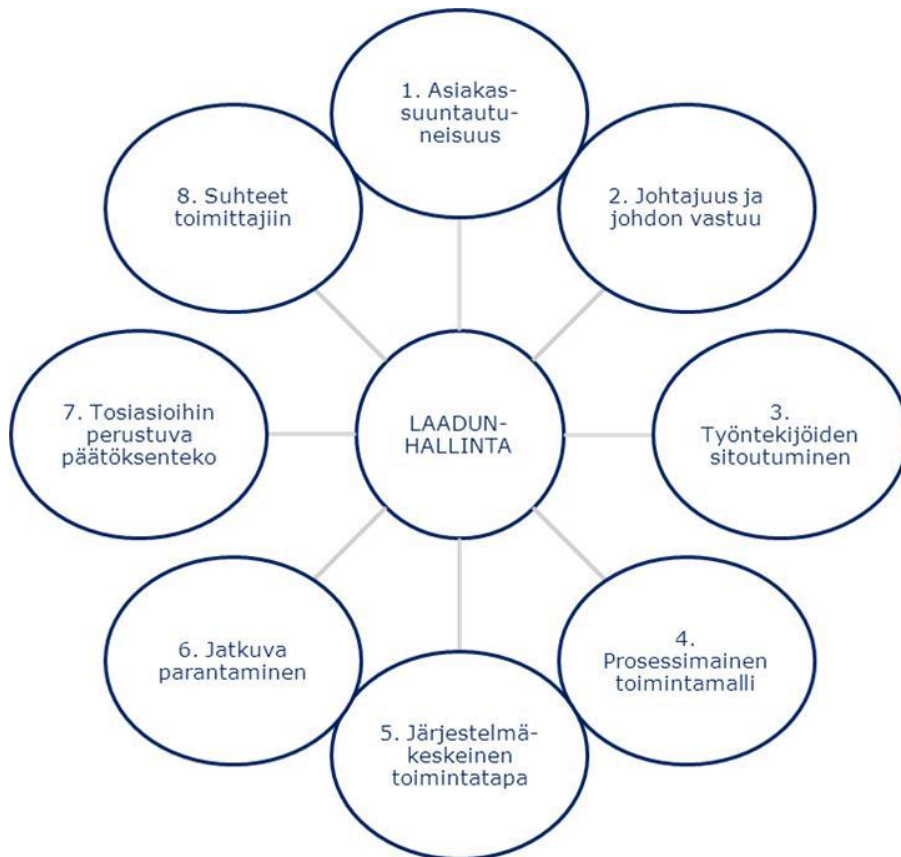 1. Asiakas-
suuntautu-
neisuus
2. Johtajuus ja
johdon vastuu
3.
Työntekijöiden
sitoutuminen
4.
Prosessimainen
toimintamalli
5. Järjestelmä-
keskeinen
toimintatapa
6. Jatkuva
parantaminen
7. Tosiasioihin
perustuva
päätöksenteko
8. Suhteet
toimittajiin
LAADUN-
HALLINTA